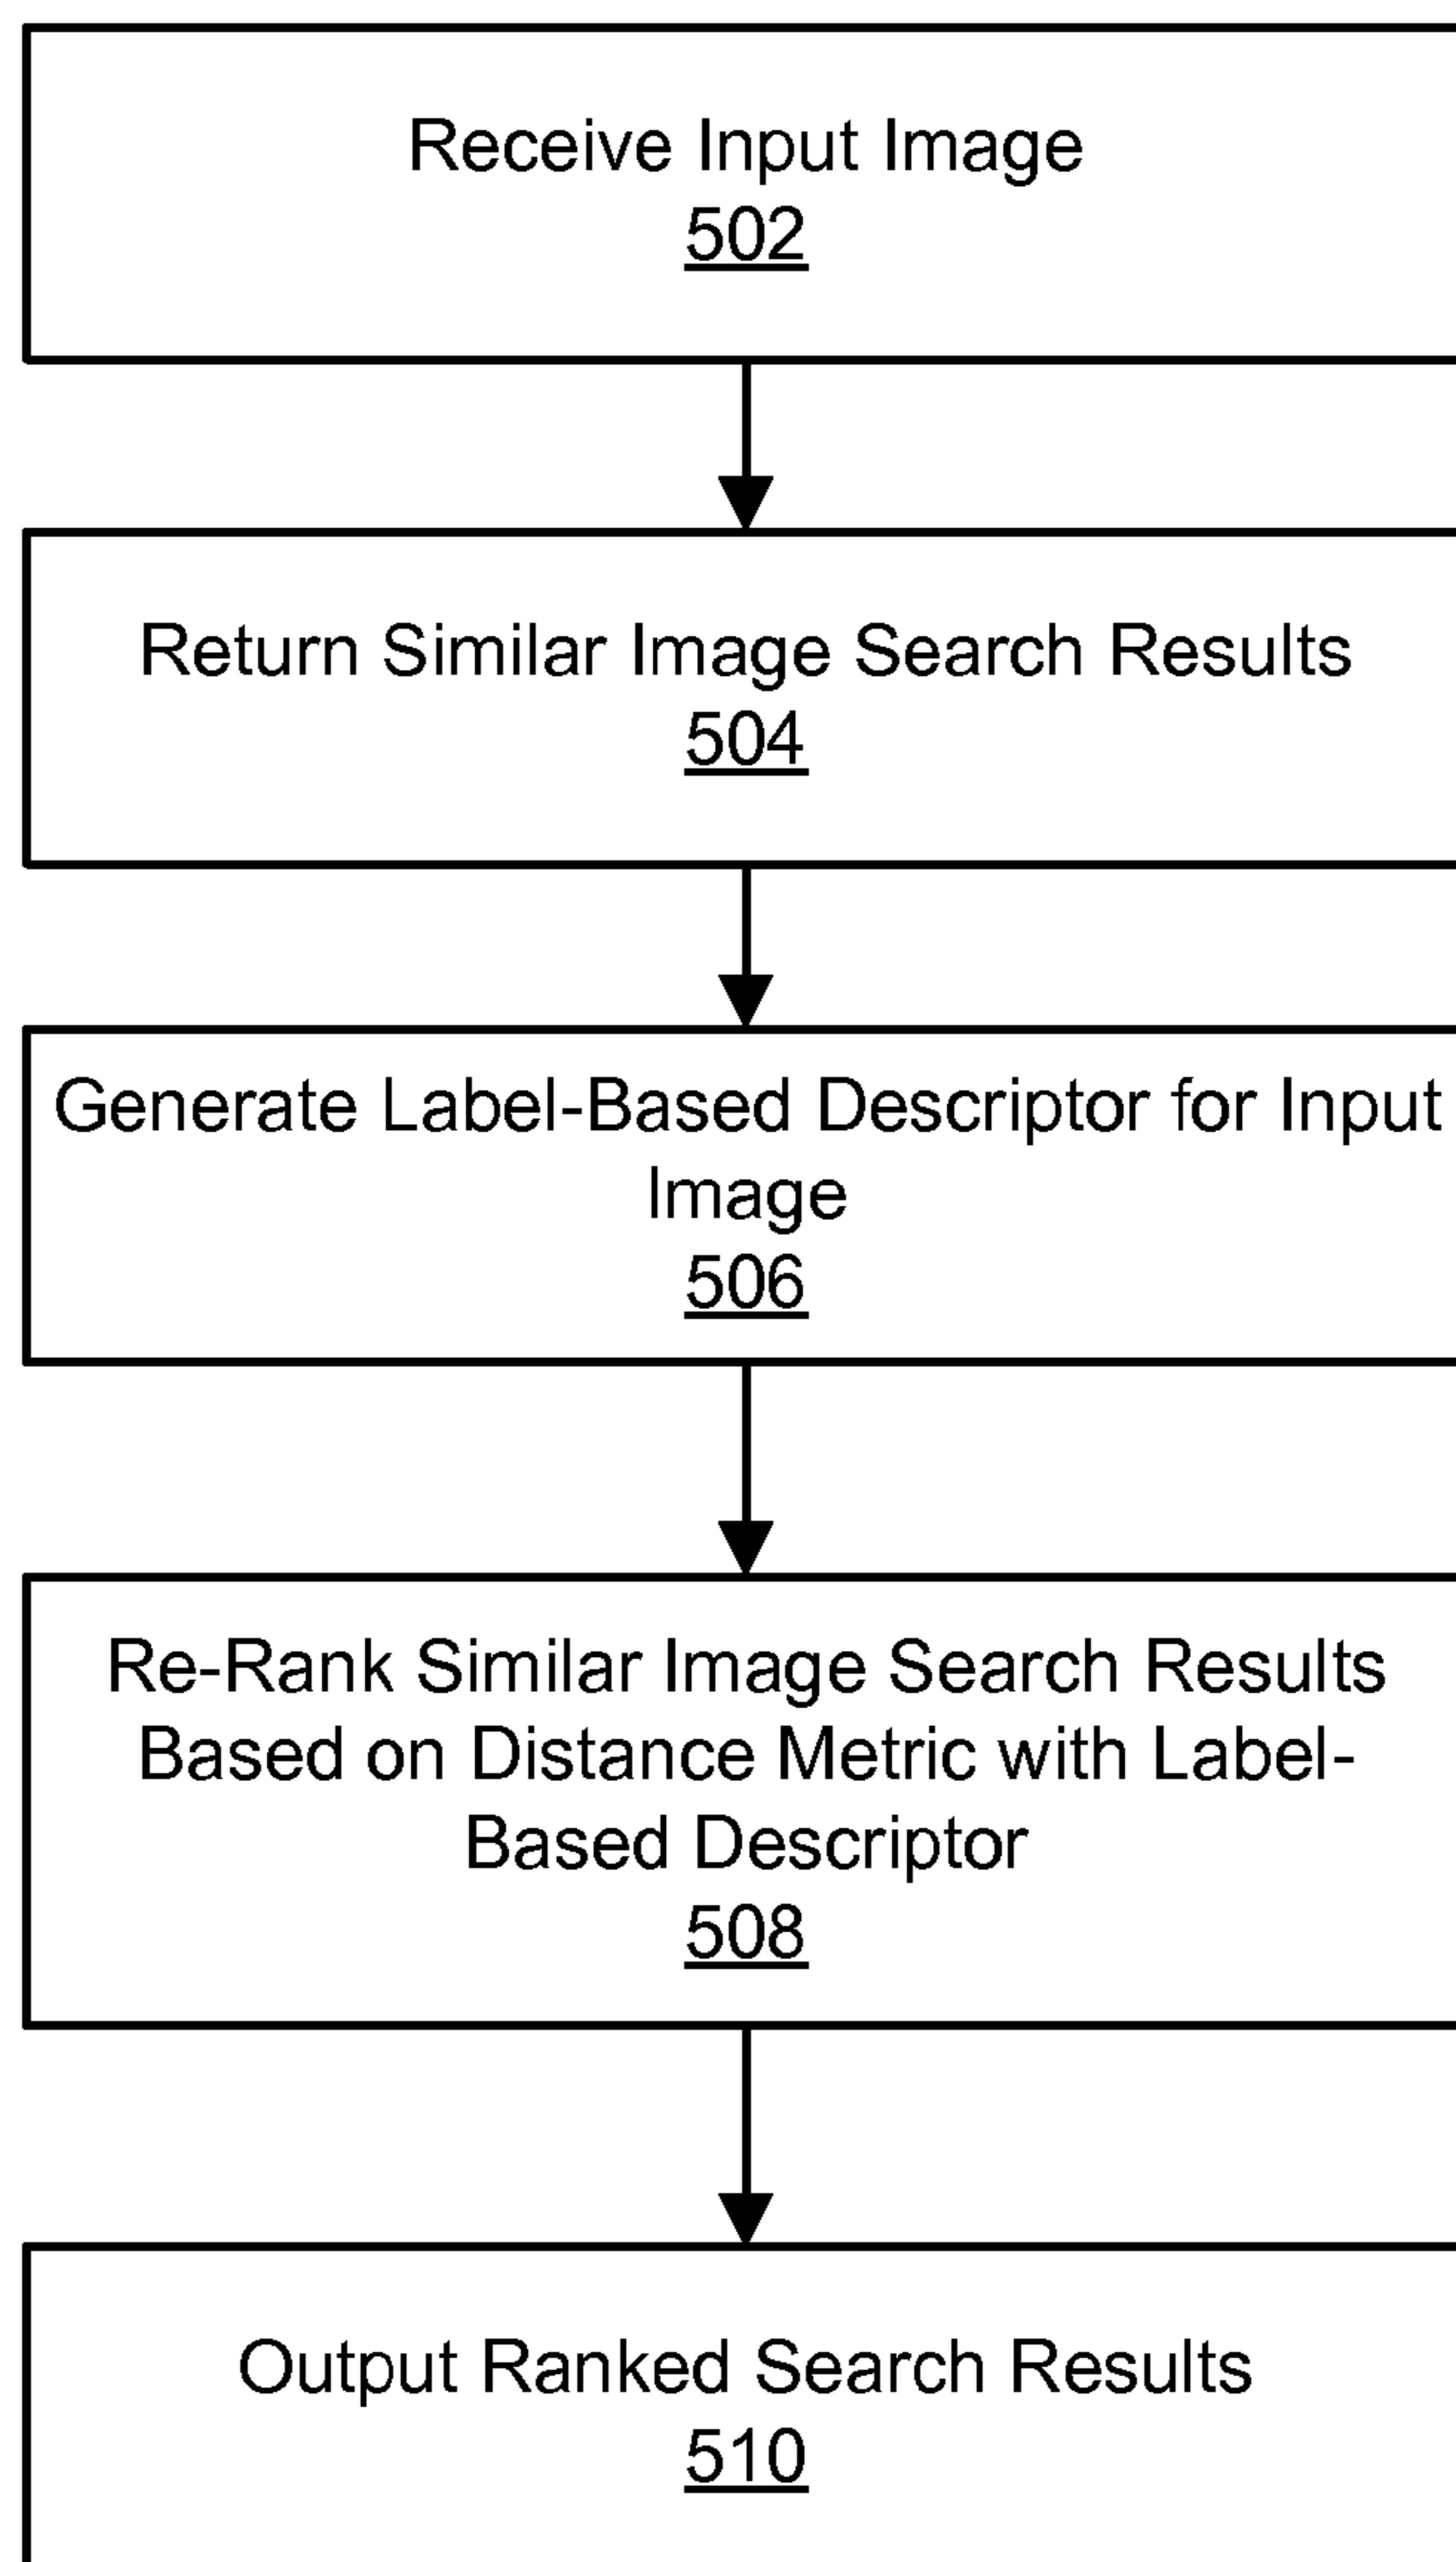 Receive Input Image
502
Return Similar Image Search Results
504
Generate Label-Based Descriptor for Input
Image
506
Re-Rank Similar Image Search Results
Based on Distance Metric with Label-
Based Descriptor
508
Output Ranked Search Results
510